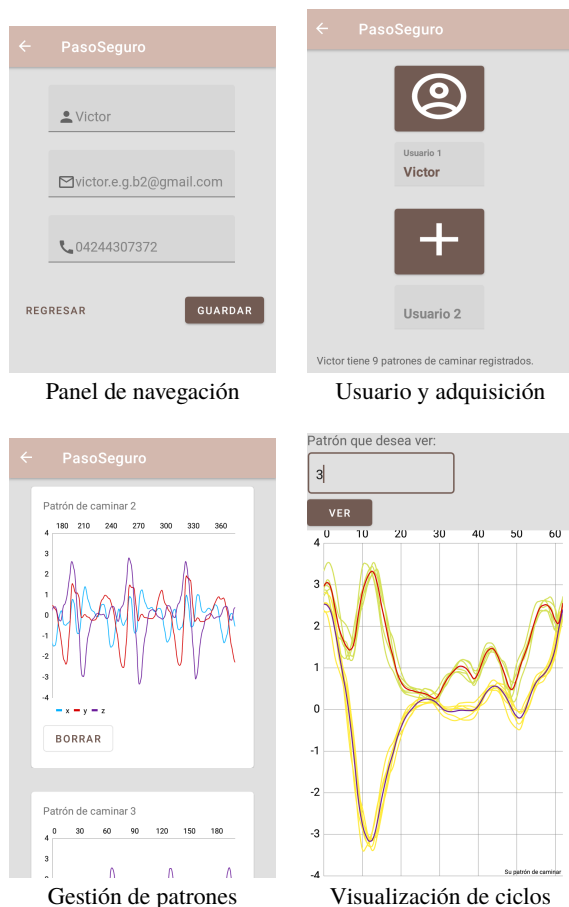 PasoSeguro
Victor
victor.e.g.b2@gmail.com
04244307372
REGRESAR
GUARDAR
Panel de navegación
PasoSeguro
Usuario 1
Victor
Usuario 2
Victor tiene 9 patrones de caminar registrados.
Usuario y adquisición
PasoSeguro
Patrón de caminar 2
180 210 240 270 300 330 360
4
3
2
1
0
-1
-2
-3
-4
x y z
BORRAR
Patrón de caminar 3
0 30 60 90 120 150 180
4
3
Gestión de patrones
Patrón que desea ver:
3
VER
0 10 20 30 40 50 60
4
3
2
1
0
-1
-2
-3
-4
Su patrón de caminar
Visualización de ciclos